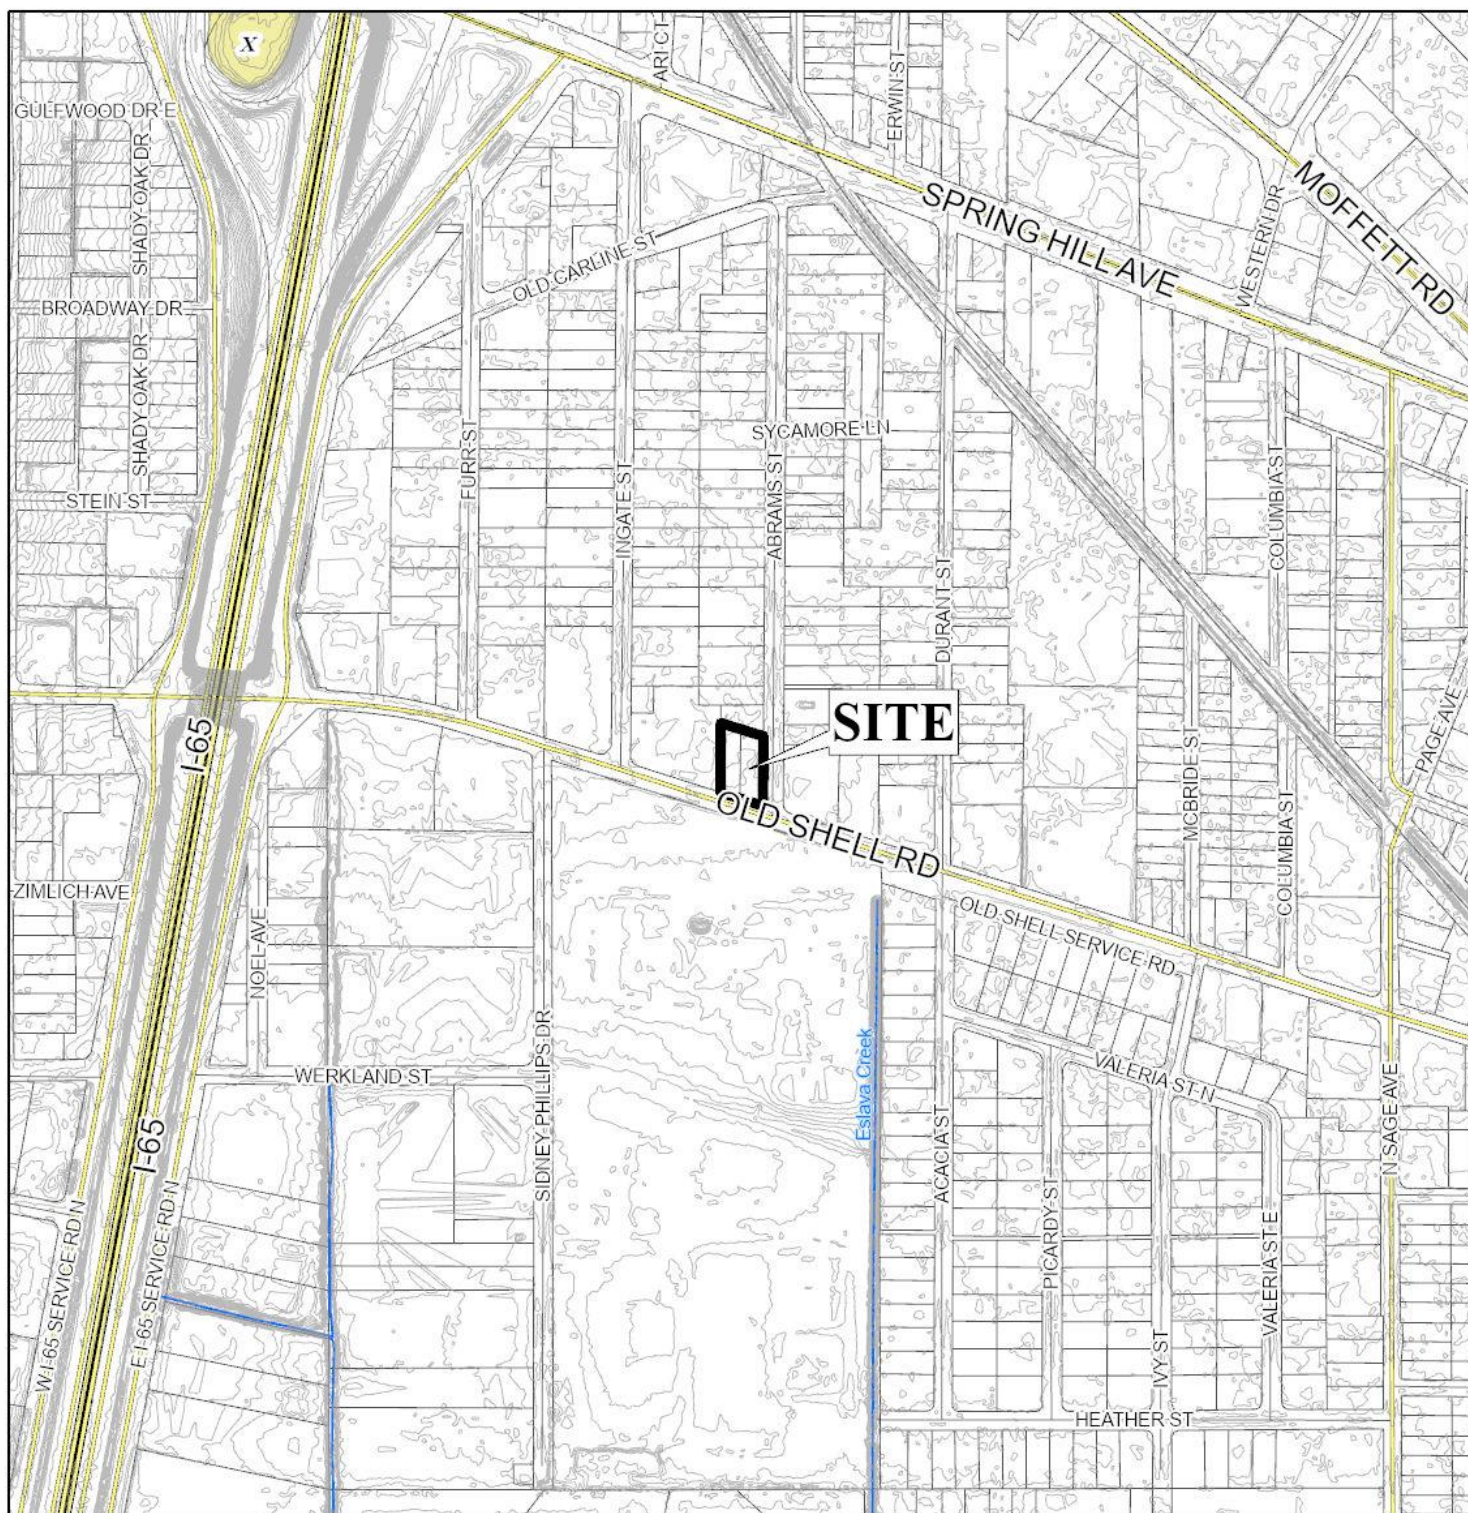 X
ARI CT
ERWIN ST
GULFWOOD DR E
SHADY OAK DR
MOFFETT RD
SPRING HILL AVE
WESTERN DR
OLD CARLINE ST
BROADWAY DR
SHADY OAK DR
SYCAMORE LN
FURR ST
INGATE ST
ABRAMS ST
COLUMBIA ST
STEIN ST
DURANT ST
PAGE AVE
SITE
I-65
MCBRIDE ST
OLD SHELL RD
COLUMBIA ST
ZIMLICH AVE
NOEL AVE
OLD SHELL SERVICE RD
Eslava Creek
WERKLAND ST
SIDNEY PHILLIPS DR
VALERIA ST N
I-65
ACACIA ST
N SAGE AVE
PICARDY ST
VALERIA ST E
W I-65 SERVICE RD N
E I-65 SERVICE RD N
IVY ST
HEATHER ST